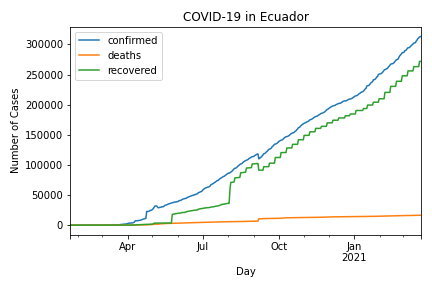 COVID-19 in Ecuador
confirmed
deaths
recovered
Number of Cases
300000
250000
200000
150000
100000
50000
0
Apr
Jul
Oct
Jan
2021
Day